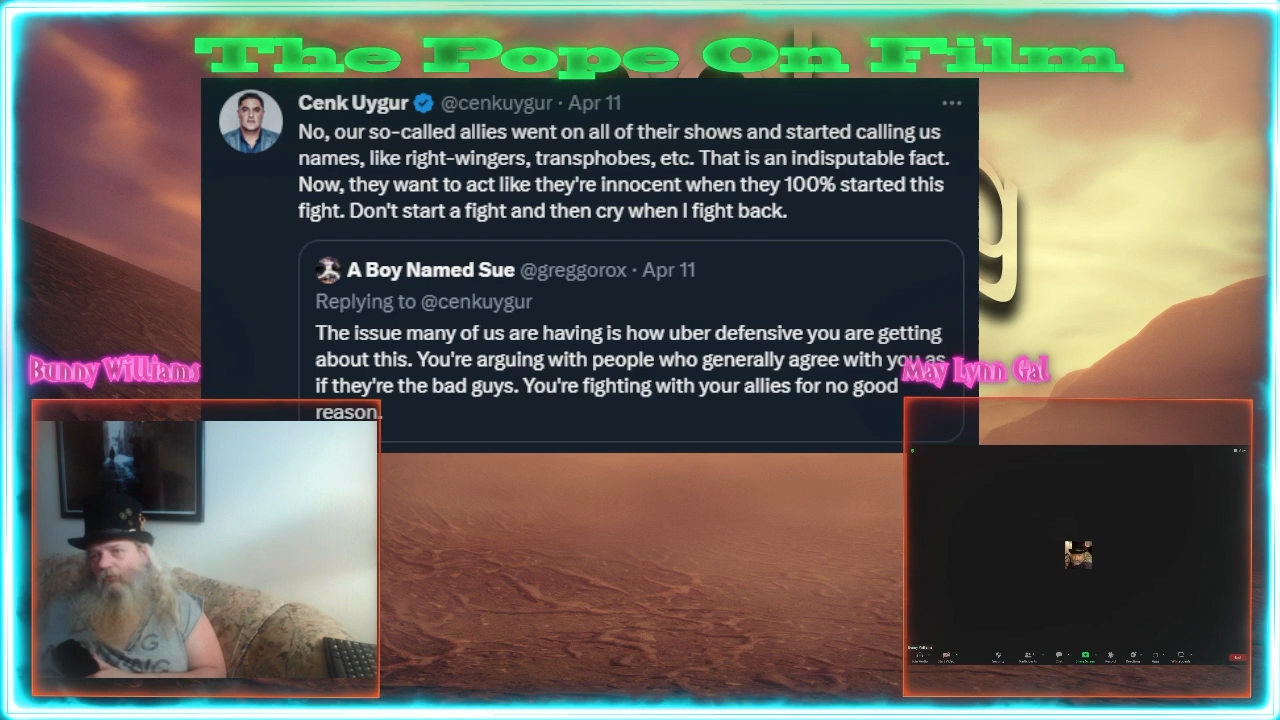 The Pope On Film
Cenk Uygur @cenkuygur · Apr 11
No, our so-called allies went on all of their shows and started calling us
names, like right-wingers, transphobes, etc. That is an indisputable fact.
Now, they want to act like they're innocent when they 100% started this
fight. Don't start a fight and then cry when I fight back.
A Boy Named Sue @greggorox · Apr 11
Replying to @cenkuygur
The issue many of us are having is how uber defensive you are getting
about this. You're arguing with people who generally agree with you as
if they're the bad guys. You're fighting with your allies for no good
reason.
g
Bunny Williams
May Lynn Gal